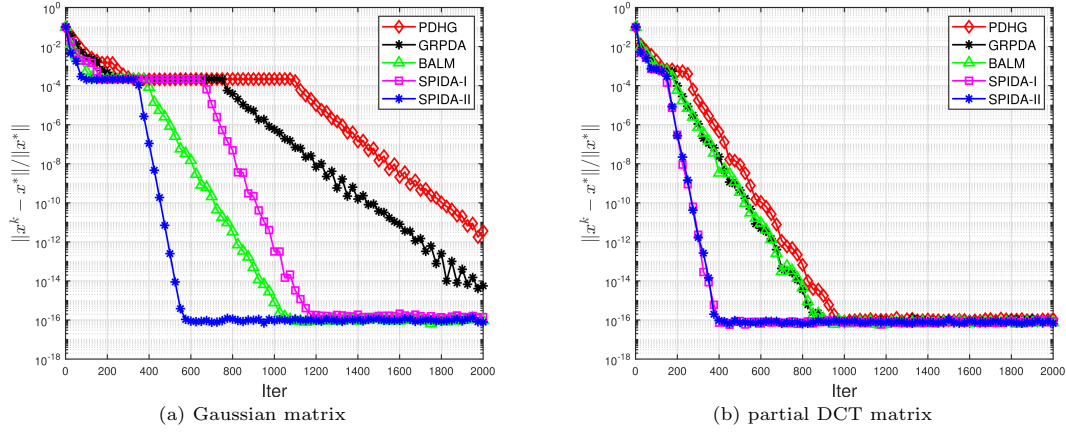 10^0
10^-2
10^-4
10^-6
10^-8
10^-10
10^-12
10^-14
10^-16
10^-18
||x^k − x^*||/||x^*||
0 200 400 600 800 1000 1200 1400 1600 1800 2000
Iter
PDHG
GRPDA
BALM
SPIDA-I
SPIDA-II
(a) Gaussian matrix
10^0
10^-2
10^-4
10^-6
10^-8
10^-10
10^-12
10^-14
10^-16
10^-18
||x^k − x^*||/||x^*||
0 200 400 600 800 1000 1200 1400 1600 1800 2000
Iter
PDHG
GRPDA
BALM
SPIDA-I
SPIDA-II
(b) partial DCT matrix